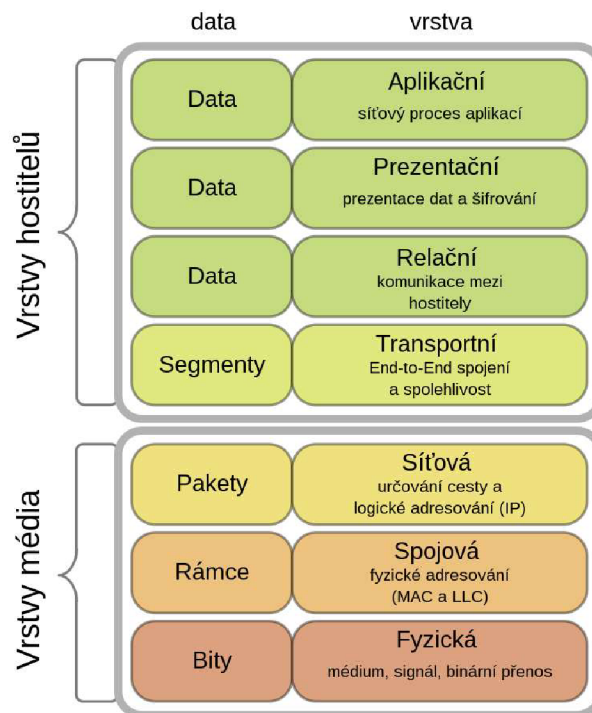 data vrstva
Vrstvy hostitelů
Data
Aplikační
síťový proces aplikací
Data
Prezentační
prezentace dat a šifrování
Data
Relační
komunikace mezi
hostitely
Segmenty
Transportní
End-to-End spojení
a spolehlivost
Vrstvy média
Pakety
Síťová
určování cesty a
logické adresování (IP)
Rámce
Spojová
fyzické adresování
(MAC a LLC)
Bity
Fyzická
médium, signál, binární přenos